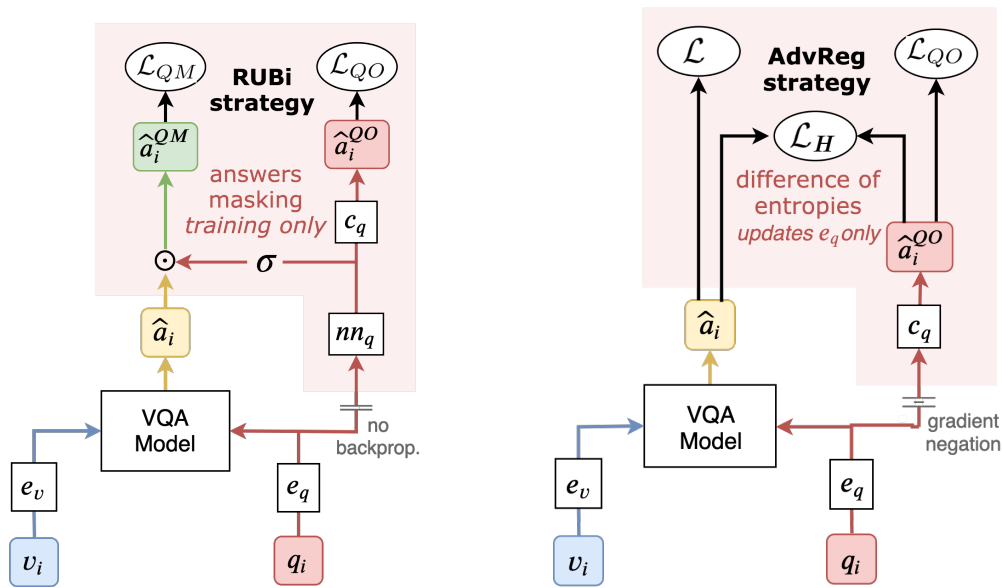 ℒ_QM
RUBi
strategy
ℒ_QO
â_i^QM
â_i^QO
answers
masking
training only
c_q
⊙
σ
â_i
nn_q
VQA
Model
no
backprop.
e_v
e_q
v_i
q_i
ℒ
AdvReg
strategy
ℒ_QO
ℒ_H
difference of
entropies
updates e_q only
â_i^QO
â_i
c_q
VQA
Model
gradient
negation
e_v
e_q
v_i
q_i